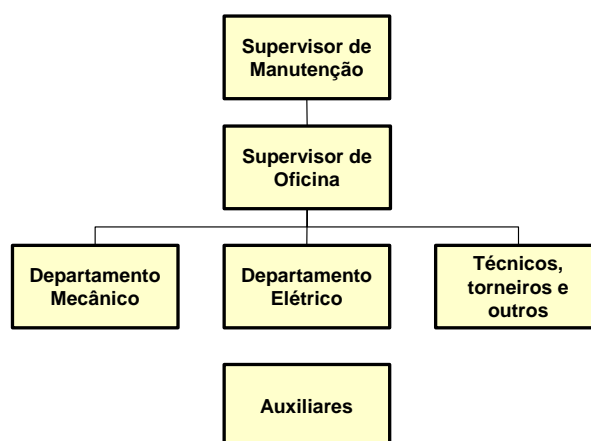 Supervisor de
Manutenção
Supervisor de
Oficina
Departamento
Mecânico
Departamento
Elétrico
Técnicos,
torneiros e
outros
Auxiliares